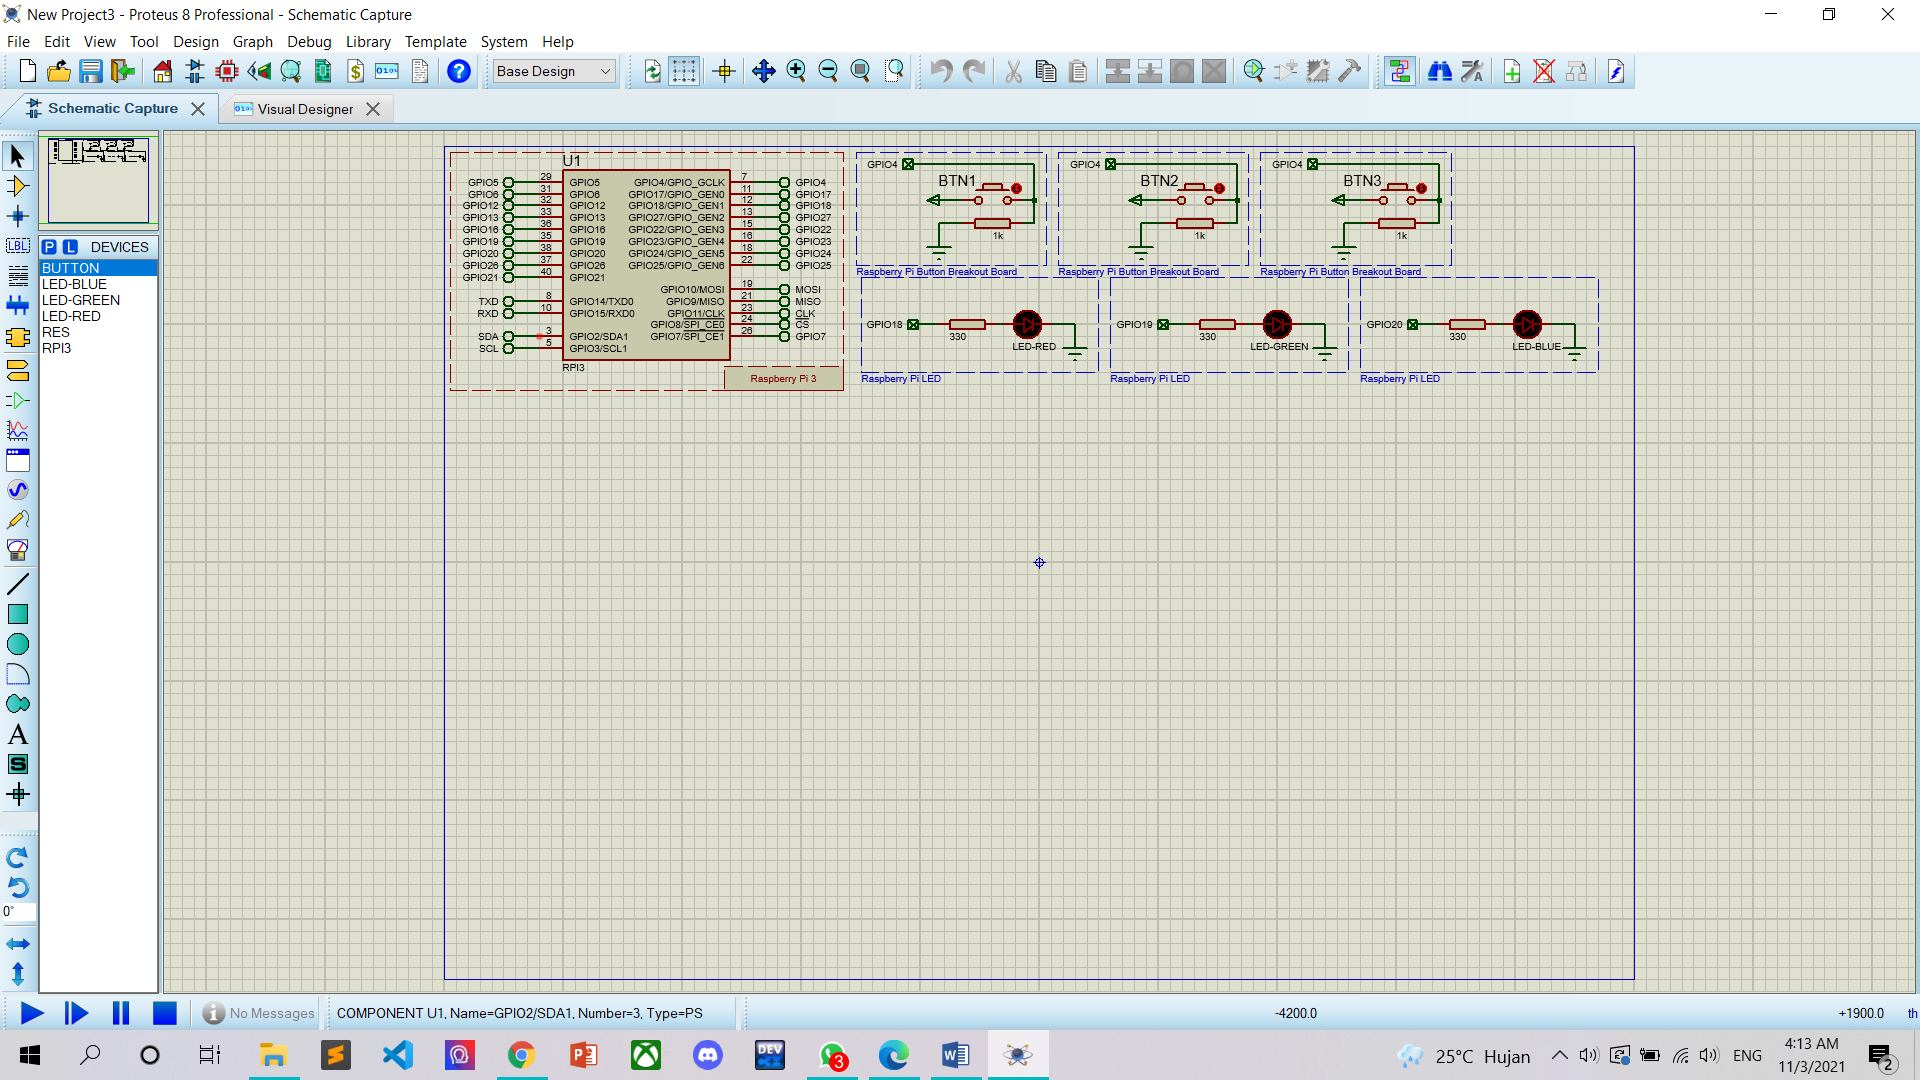 New Project3 - Proteus 8 Professional - Schematic Capture
File Edit View Tool Design Graph Debug Library Template System Help
Base Design
Schematic Capture
Visual Designer
P L DEVICES
BUTTON
LED-BLUE
LED-GREEN
LED-RED
RES
RPI3
U1
GPIO5 29 GPIO5 GPIO4/GPIO_GCLK 7 GPIO4
GPIO6 31 GPIO6 GPIO17/GPIO_GEN0 11 GPIO17
GPIO12 32 GPIO12 GPIO18/GPIO_GEN1 12 GPIO18
GPIO13 33 GPIO13 GPIO27/GPIO_GEN2 13 GPIO27
GPIO16 36 GPIO16 GPIO22/GPIO_GEN3 15 GPIO22
GPIO19 35 GPIO19 GPIO23/GPIO_GEN4 16 GPIO23
GPIO20 38 GPIO20 GPIO24/GPIO_GEN5 18 GPIO24
GPIO26 37 GPIO26 GPIO25/GPIO_GEN6 22 GPIO25
GPIO21 40 GPIO21
GPIO10/MOSI 19 MOSI
TXD 8 GPIO14/TXD0 GPIO9/MISO 21 MISO
RXD 10 GPIO15/RXD0 GPIO11/CLK 23 CLK
GPIO8/SPI_CE0 24 CS
SDA 3 GPIO2/SDA1 GPIO7/SPI_CE1 26 GPIO7
SCL 5 GPIO3/SCL1
RPI3
Raspberry Pi 3
GPIO4
BTN1
1k
Raspberry Pi Button Breakout Board
GPIO4
BTN2
1k
Raspberry Pi Button Breakout Board
GPIO4
BTN3
1k
Raspberry Pi Button Breakout Board
GPIO18
330
LED-RED
Raspberry Pi LED
GPIO19
330
LED-GREEN
Raspberry Pi LED
GPIO20
330
LED-BLUE
Raspberry Pi LED
LBL
A
S
0°
No Messages
COMPONENT U1, Name=GPIO2/SDA1, Number=3, Type=PS
-4200.0
+1900.0
th
DEV C++
3
25°C Hujan
ENG
4:13 AM
11/3/2021
2